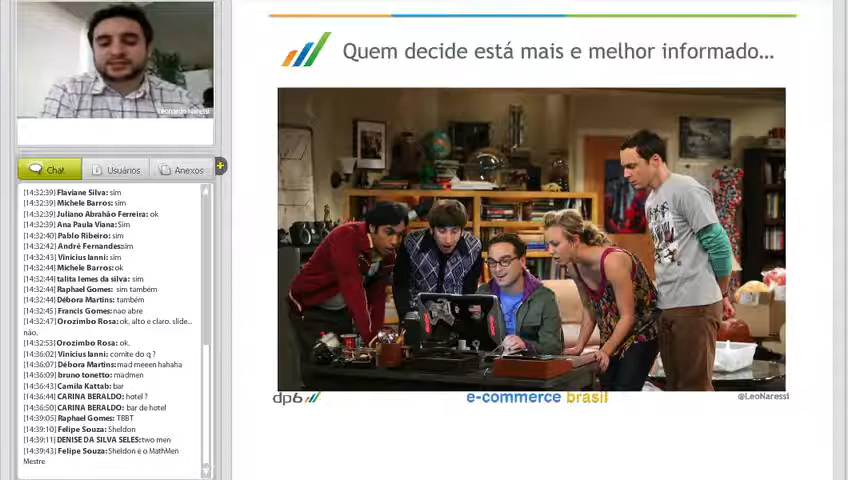 Leonardo Naressi
Chat
Usuários
Anexos
[14:32:39] Flaviane Silva: sim
[14:32:39] Michele Barros: sim
[14:32:39] Juliano Abrahão Ferreira: ok
[14:32:39] Ana Paula Viana: Sim
[14:32:40] Pablo Ribeiro: sim
[14:32:42] André Fernandes: sim
[14:32:43] Vinicius Ianni: sim
[14:32:44] Michele Barros: ok
[14:32:44] talita lemes da silva: sim
[14:32:44] Raphael Gomes: sim também
[14:32:44] Débora Martins: também
[14:32:45] Francis Gomes: nao abre
[14:32:47] Orozimbo Rosa: ok, alto e claro. slide...
não.
[14:32:53] Orozimbo Rosa: ok.
[14:36:02] Vinicius Ianni: comite do q ?
[14:36:07] Débora Martins: mad meeen hahaha
[14:36:09] bruno tonetto: madmen
[14:36:43] Camila Kattab: bar
[14:36:44] CARINA BERALDO: hotel ?
[14:36:50] CARINA BERALDO: bar de hotel
[14:39:05] Raphael Gomes: TBBT
[14:39:10] Felipe Souza: Sheldon
[14:39:11] DENISE DA SILVA SELES: two men
[14:39:43] Felipe Souza: Sheldon é o MathMen
Mestre
Quem decide está mais e melhor informado...
dp6
e-commerce brasil
@LeoNaressi